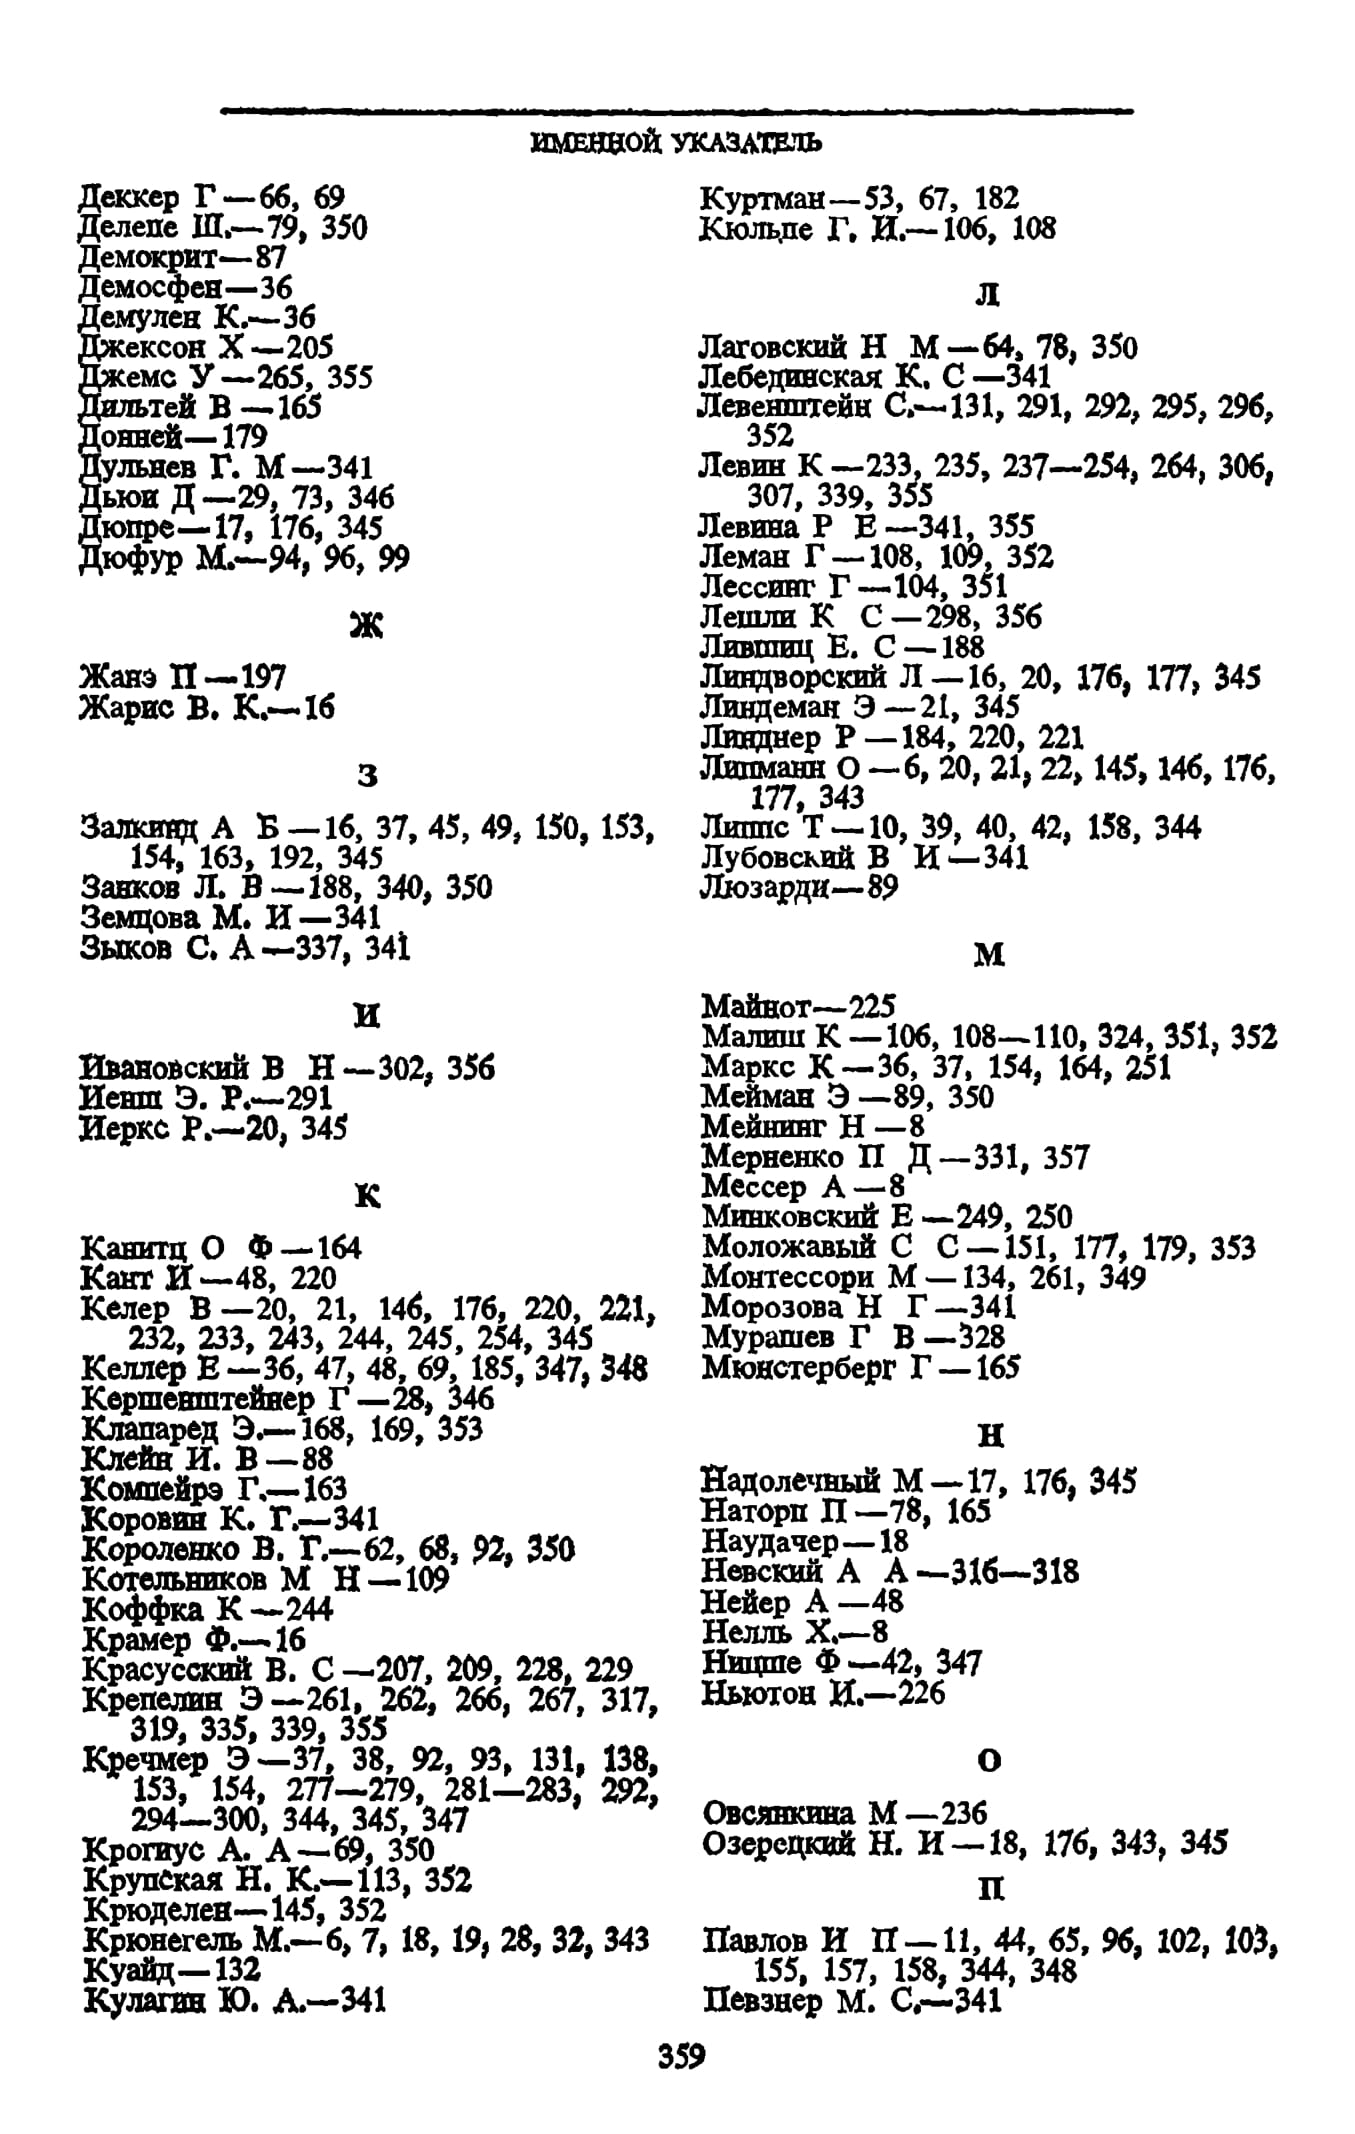 ИМЕННОЙ УКАЗАТЕЛЬ
Деккер Г —66, 69
Делепе Ш.—79, 350
Демокрит—87
Демосфен—36
Демулен К.—36
Джексон Х —205
Джемс У —265, 355
Дильтей В —165
Донней—179
Дульнев Г. М —341
Дьюи Д —29, 73, 346
Дюпре—17, 176, 345
Дюфур М.—94, 96, 99
Ж
Жанэ П —197
Жарис В. К.—16
З
Залкинд А Б —16, 37, 45, 49, 150, 153,
154, 163, 192, 345
Занков Л. В —188, 340, 350
Земцова М. И —341
Зыков С. А —337, 341
И
Ивановский В Н —302, 356
Иенш Э. Р.—291
Йеркс Р.—20, 345
К
Канитц О Ф —164
Кант И —48, 220
Келер В —20, 21, 146, 176, 220, 221,
232, 233, 243, 244, 245, 254, 345
Келлер Е —36, 47, 48, 69, 185, 347, 348
Кершенштейнер Г —28, 346
Клапаред Э.—168, 169, 353
Клейн И. В —88
Компейрэ Г.—163
Коровин К. Г.—341
Короленко В. Г.—62, 68, 92, 350
Котельников М Н —109
Коффка К —244
Крамер Ф.—16
Красусский В. С —207, 209, 228, 229
Крепелин Э —261, 262, 266, 267, 317,
319, 335, 339, 355
Кречмер Э —37, 38, 92, 93, 131, 138,
153, 154, 277—279, 281—283, 292,
294—300, 344, 345, 347
Крогиус А. А —69, 350
Крупская Н. К.—113, 352
Крюделен—145, 352
Крюнегель М.—6, 7, 18, 19, 28, 32, 343
Куайд—132
Кулагин Ю. А.—341
Куртман—53, 67, 182
Кюльпе Г. И.—106, 108
Л
Лаговский Н М —64, 78, 350
Лебединская К. С —341
Левенштейн С.—131, 291, 292, 295, 296,
352
Левин К —233, 235, 237—254, 264, 306,
307, 339, 355
Левина Р Е —341, 355
Леман Г —108, 109, 352
Лессинг Г —104, 351
Лешли К С —298, 356
Лившиц Е. С —188
Линдворский Л —16, 20, 176, 177, 345
Линдеман Э —21, 345
Линднер Р —184, 220, 221
Липманн О —6, 20, 21, 22, 145, 146, 176,
177, 343
Липпс Т —10, 39, 40, 42, 158, 344
Лубовский В И —341
Люзарди—89
М
Майнот—225
Малиш К —106, 108—110, 324, 351, 352
Маркс К —36, 37, 154, 164, 251
Мейман Э —89, 350
Мейнинг Н —8
Мерненко П Д —331, 357
Мессер А —8
Минковский Е —249, 250
Моложавый С С —151, 177, 179, 353
Монтессори М —134, 261, 349
Морозова Н Г —341
Мурашев Г В —328
Мюнстерберг Г —165
Н
Надолечный М —17, 176, 345
Наторп П —78, 165
Наудачер—18
Невский А А —316—318
Нейер А —48
Нелль Х.—8
Ницше Ф —42, 347
Ньютон И.—226
О
Овсянкина М —236
Озерецкий Н. И —18, 176, 343, 345
П
Павлов И П —11, 44, 65, 96, 102, 103,
155, 157, 158, 344, 348
Певзнер М. С.—341
359